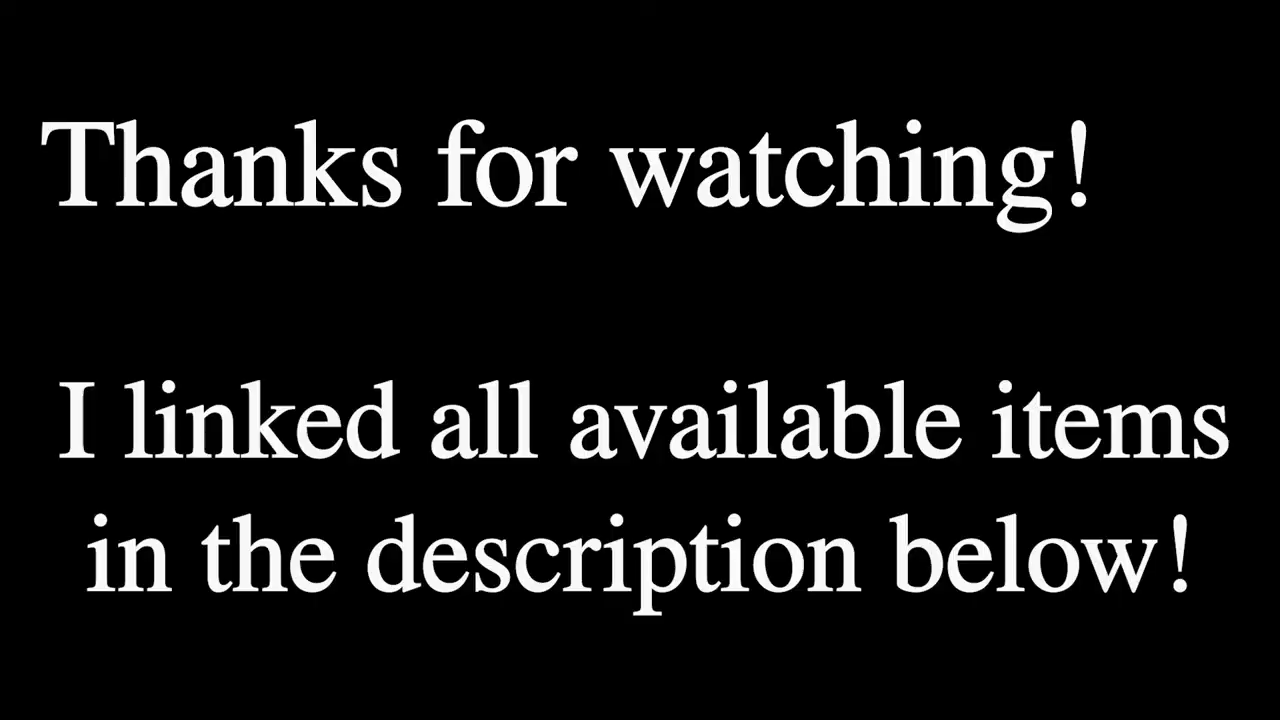 Thanks for watching!
I linked all available items
in the description below!